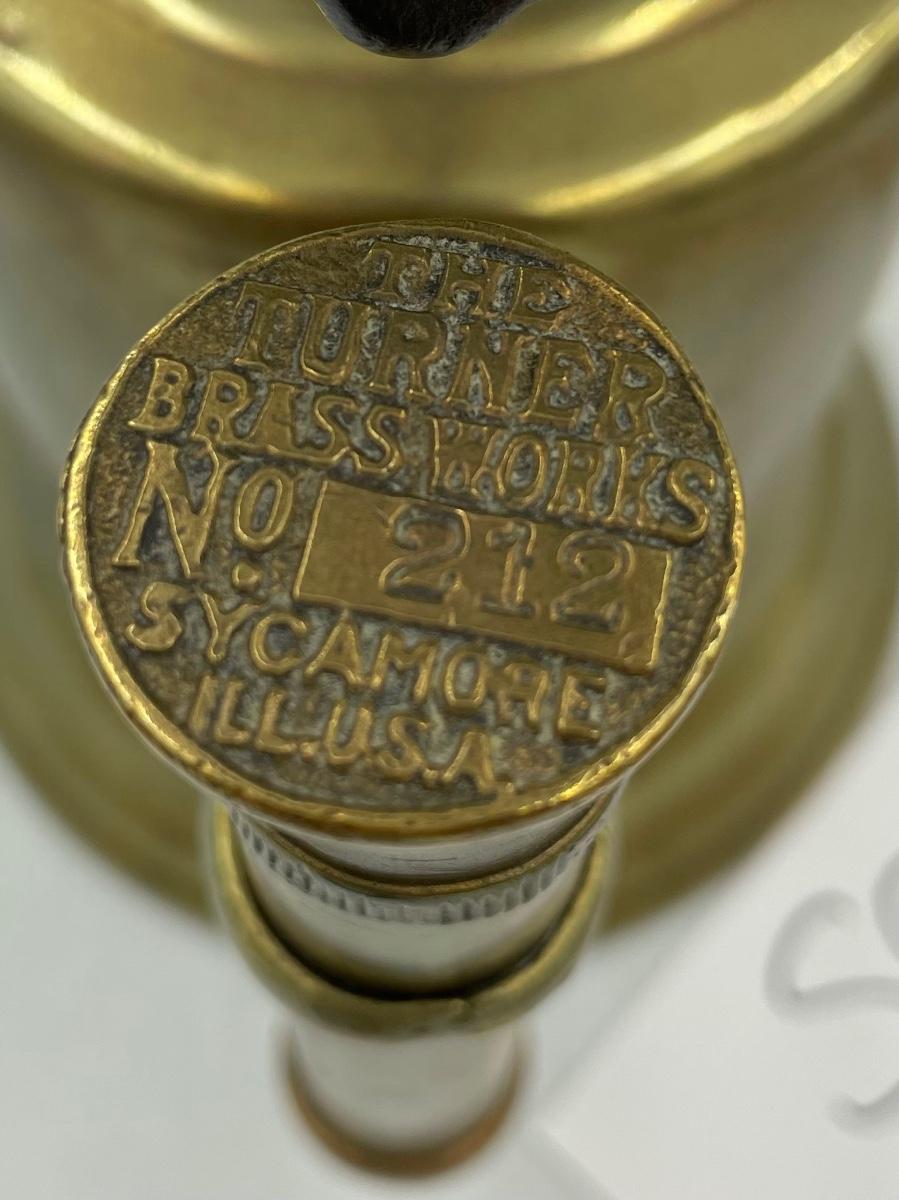 THE
TURNER
BRASS WORKS
No. 212
SYCAMORE
ILL. U.S.A.